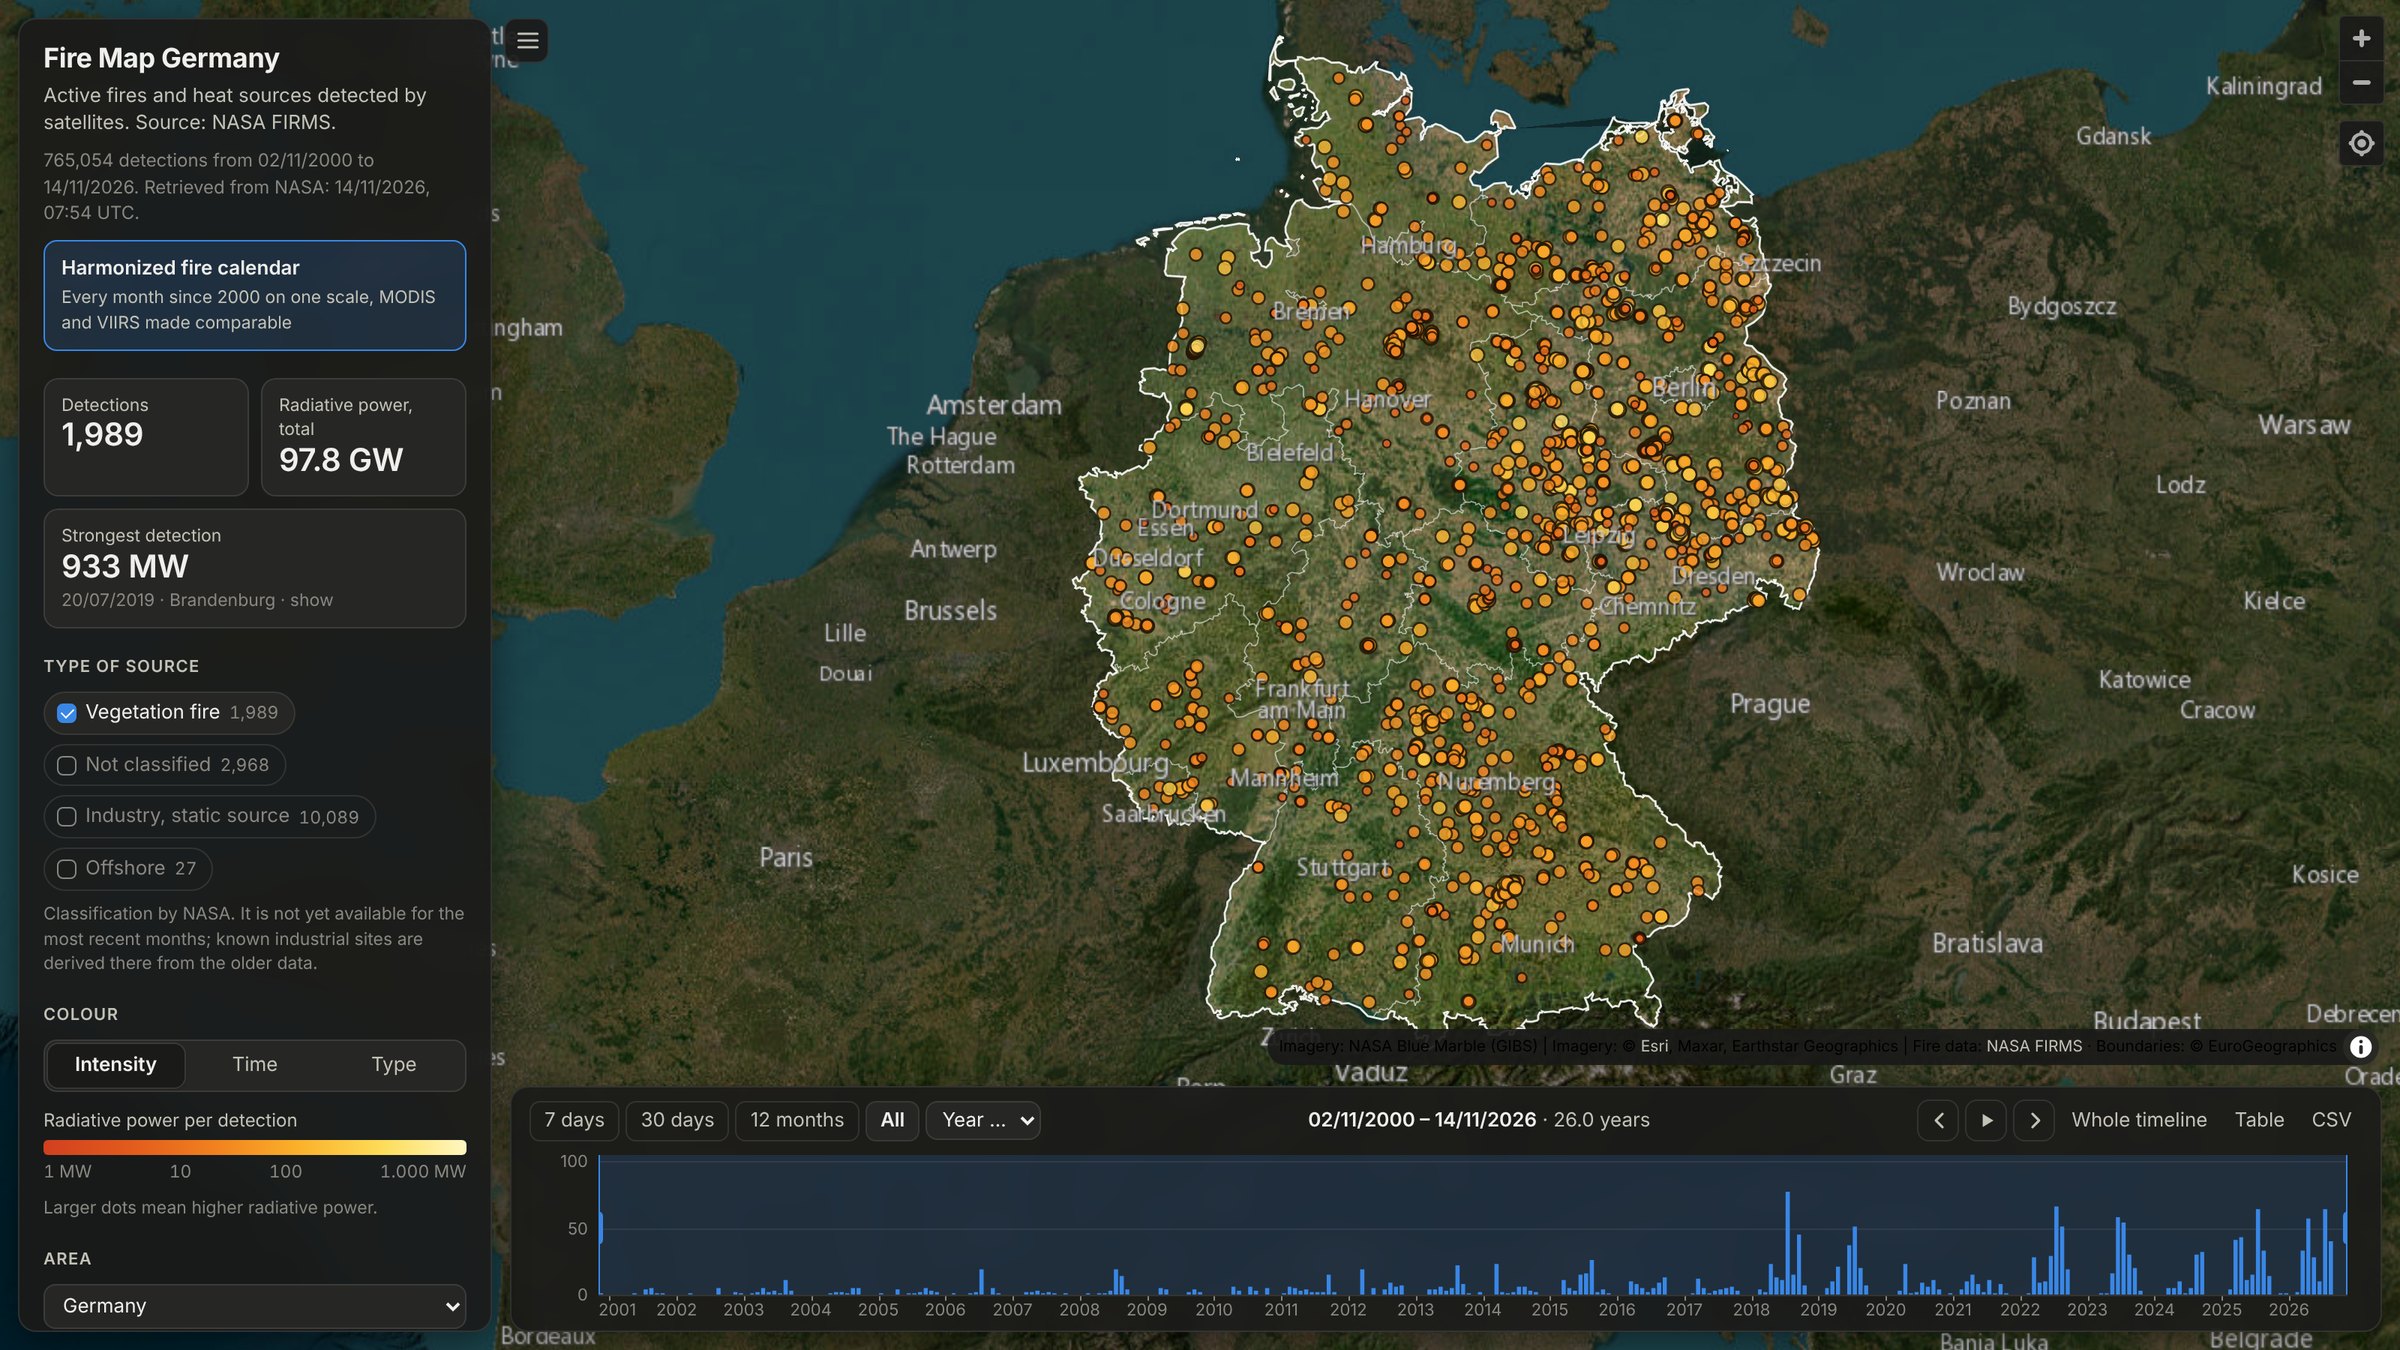 Fire Map Germany
Active fires and heat sources detected by
satellites. Source: NASA FIRMS.
765,054 detections from 02/11/2000 to
14/11/2026. Retrieved from NASA: 14/11/2026,
07:54 UTC.
Harmonized fire calendar
Every month since 2000 on one scale, MODIS
and VIIRS made comparable
Detections
1,989
Radiative power,
total
97.8 GW
Strongest detection
933 MW
20/07/2019 · Brandenburg · show
TYPE OF SOURCE
Vegetation fire 1,989
Not classified 2,968
Industry, static source 10,089
Offshore 27
Classification by NASA. It is not yet available for the
most recent months; known industrial sites are
derived there from the older data.
COLOUR
Intensity Time Type
Radiative power per detection
1 MW 10 100 1.000 MW
Larger dots mean higher radiative power.
AREA
Germany
Kaliningrad
Gdansk
Hamburg
Szczecin
Bremen
Bydgoszcz
ngham
Amsterdam
Hanover
Berlin
Poznan
Warsaw
The Hague
Rotterdam
Bielefeld
Lodz
Dortmund
Essen
Leipzig
Antwerp
Dusseldorf
Dresden
Wroclaw
Brussels
Cologne
Chemnitz
Kielce
Lille
Douai
Frankfurt
am Main
Prague
Katowice
Cracow
Luxembourg
Mannheim
Nuremberg
Saarbrucken
Paris
Stuttgart
Kosice
Munich
Bratislava
Budapest
Debrecen
Vaduz
Graz
Bordeaux
Banja Luka
Belgrade
Imagery: NASA Blue Marble (GIBS) | Imagery: © Esri, Maxar, Earthstar Geographics | Fire data: NASA FIRMS · Boundaries: © EuroGeographics
7 days 30 days 12 months All Year ...
02/11/2000 – 14/11/2026 · 26.0 years
Whole timeline Table CSV
100
50
0
2001 2002 2003 2004 2005 2006 2007 2008 2009 2010 2011 2012 2013 2014 2015 2016 2017 2018 2019 2020 2021 2022 2023 2024 2025 2026